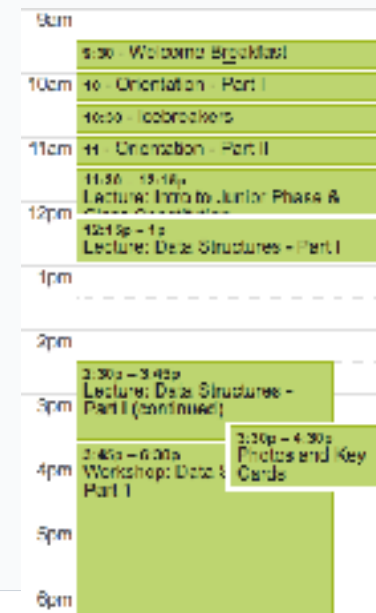 9am
9:30 - Welcome Breakfast
10am
10 - Orientation - Part I
10:30 - Icebreakers
11am
11 - Orientation - Part II
11:30 – 12:15p
Lecture: Intro to Junior Phase &
12pm
12:15p – 1p
Lecture: Data Structures - Part I
1pm
2pm
2:30p – 3:45p
Lecture: Data Structures -
Part I (continued)
3pm
3:30p – 4:30p
Photos and Key
Cards
3:45p – 6:30p
Workshop: Data
Part 1
4pm
5pm
6pm